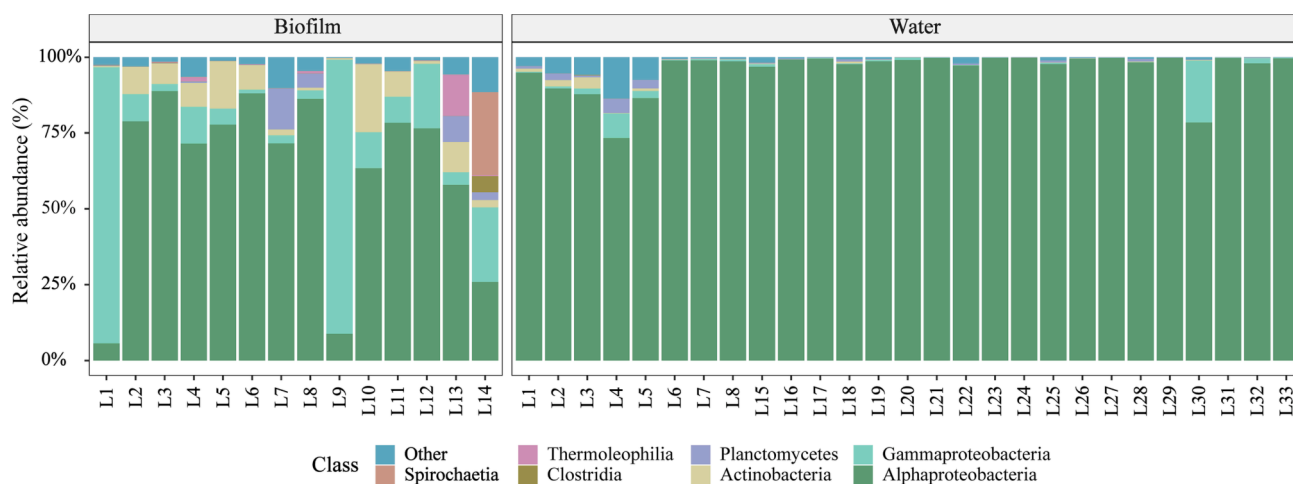 Biofilm Water
100%
75%
50%
25%
0%
Relative abundance (%)
L1 L2 L3 L4 L5 L6 L7 L8 L9 L10 L11 L12 L13 L14
L1 L2 L3 L4 L5 L6 L7 L8 L15 L16 L17 L18 L19 L20 L21 L22 L23 L24 L25 L26 L27 L28 L29 L30 L31 L32 L33
Class
Other Thermoleophilia Planctomycetes Gammaproteobacteria
Spirochaetia Clostridia Actinobacteria Alphaproteobacteria